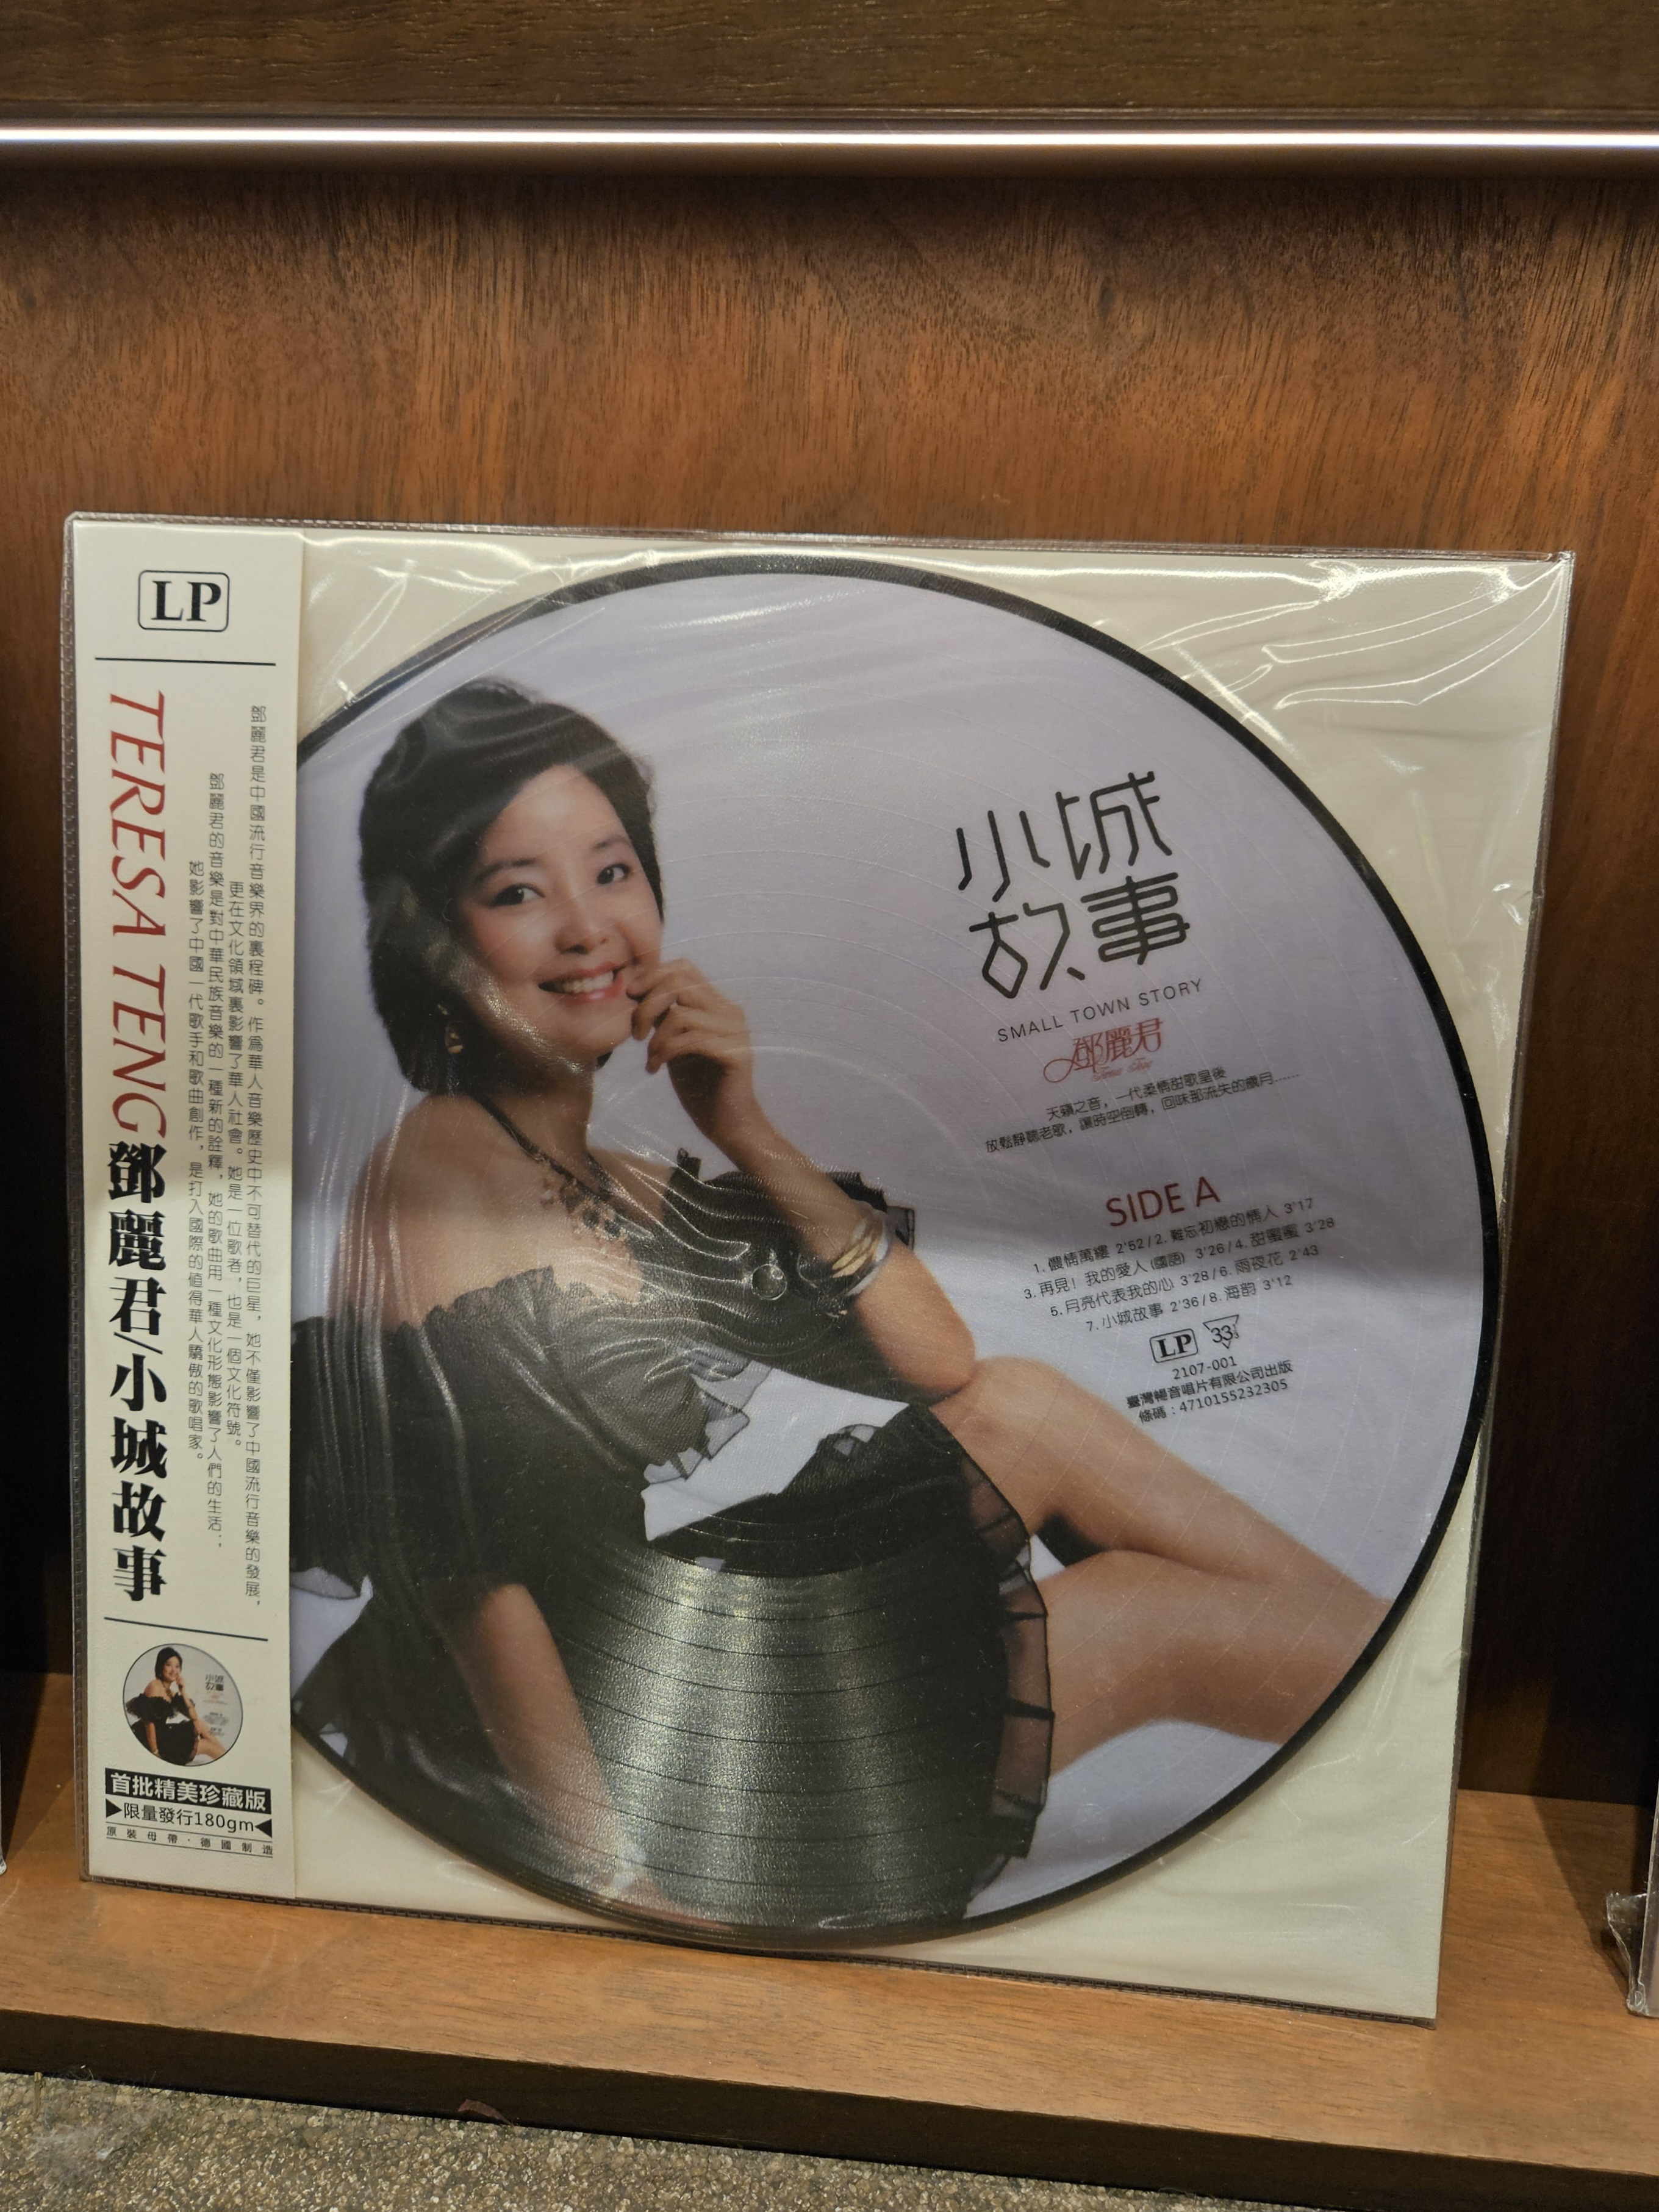 LP
TERESA TENG 鄧麗君/小城故事
鄧麗君是中國流行音樂界的裏程碑。作爲華人音樂歷史中不可替代的巨星，她不僅影響了中國流行音樂的發展，
更在文化領域裏影響了華人社會。她是一位歌者，也是一個文化符號。
鄧麗君的音樂是對中華民族音樂的一種新的詮釋，她的歌曲用一種文化形態影響了人們的生活；
她影響了中國一代歌手和歌曲創作，是打入國際的值得華人驕傲的歌唱家。
首批精美珍藏版
限量發行180gm
原裝母帶·德國制造
小城
故事
SMALL TOWN STORY
鄧麗君
天籟之音，一代柔情甜歌皇後
放鬆靜聽老歌，讓時空倒轉，回味那流失的歲月......
SIDE A
1.儂情萬縷 2'52/2.難忘初戀的情人 3'17
3.再見！我的愛人(國語) 3'26/4.甜蜜蜜 3'28
5.月亮代表我的心 3'28/6.雨夜花 2'43
7.小城故事 2'36/8.海韵 3'12
LP 33
2107-001
臺灣暢音唱片有限公司出版
條碼：4710155232305